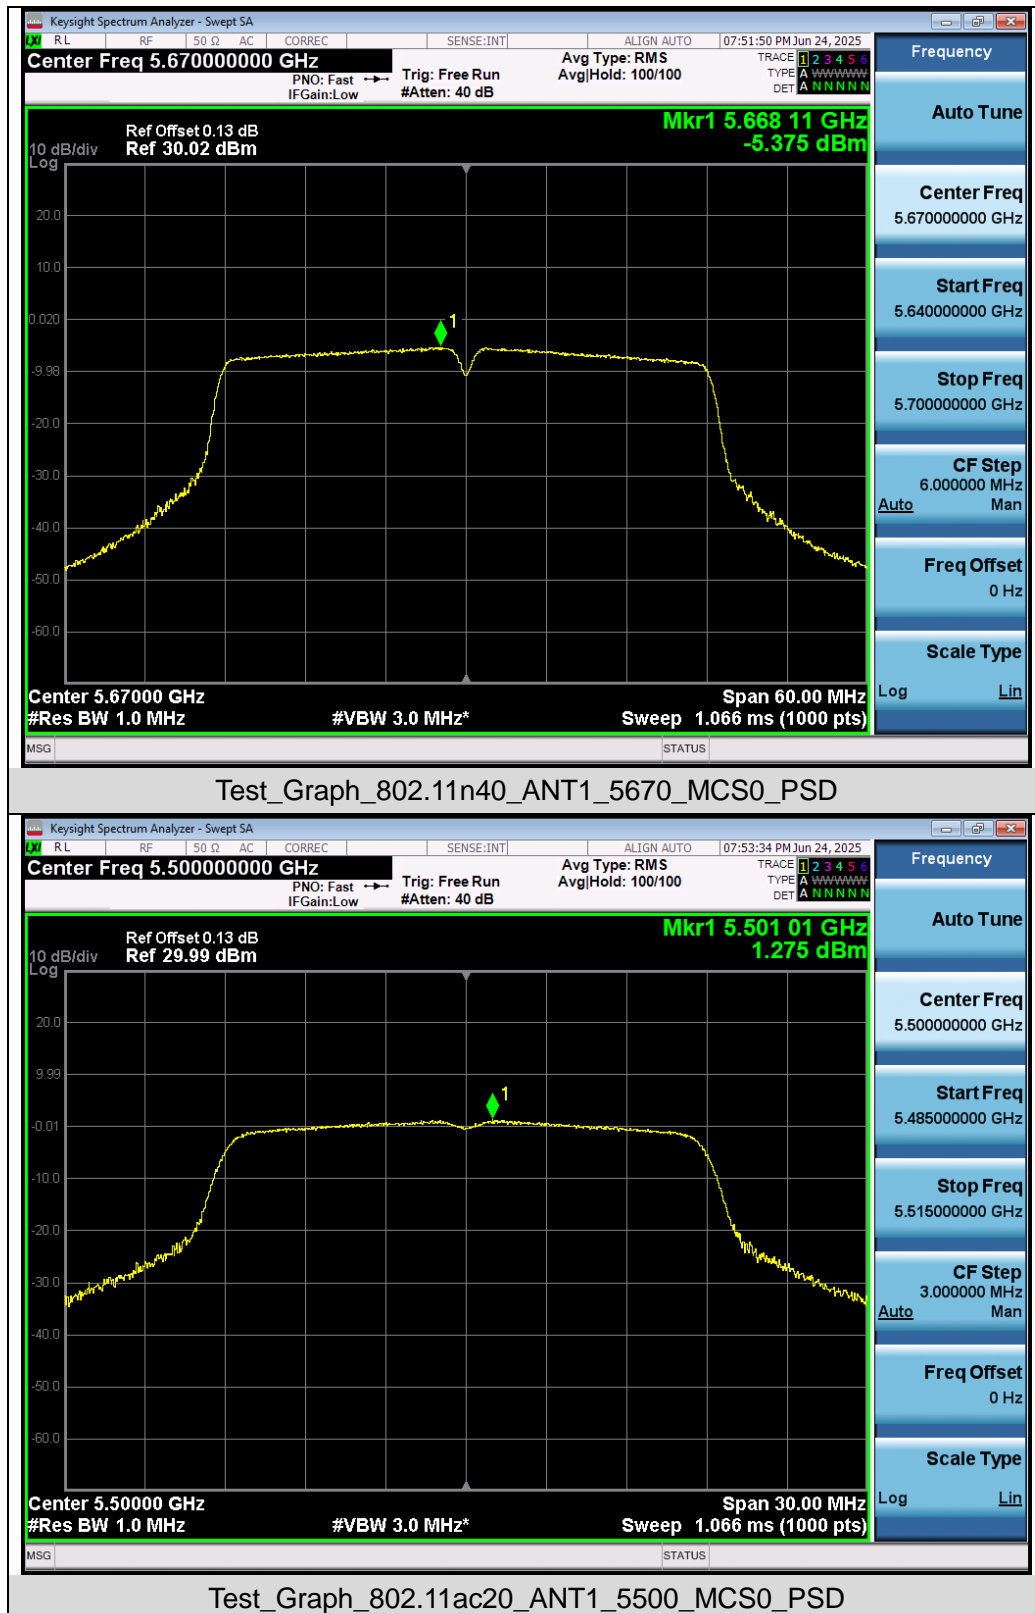 Keysight Spectrum Analyzer - Swept SA
LXI RL RF 50 Ω AC CORREC SENSE:INT ALIGN AUTO 07:51:50 PM Jun 24, 2025
Center Freq 5.670000000 GHz
PNO: Fast
IFGain:Low
Trig: Free Run
#Atten: 40 dB
Avg Type: RMS
Avg|Hold: 100/100
TRACE 1 2 3 4 5 6
TYPE A WWWWW
DET A N N N N N
Ref Offset 0.13 dB
Ref 30.02 dBm
10 dB/div
Log
Mkr1 5.668 11 GHz
-5.375 dBm
20.0
10.0
0.020
-9.98
-20.0
-30.0
-40.0
-50.0
-60.0
1
Center 5.67000 GHz
Span 60.00 MHz
#Res BW 1.0 MHz
#VBW 3.0 MHz*
Sweep 1.066 ms (1000 pts)
MSG
STATUS
Frequency
Auto Tune
Center Freq
5.670000000 GHz
Start Freq
5.640000000 GHz
Stop Freq
5.700000000 GHz
CF Step
6.000000 MHz
Auto Man
Freq Offset
0 Hz
Scale Type
Log Lin
Test_Graph_802.11n40_ANT1_5670_MCS0_PSD
Keysight Spectrum Analyzer - Swept SA
LXI RL RF 50 Ω AC CORREC SENSE:INT ALIGN AUTO 07:53:34 PM Jun 24, 2025
Center Freq 5.500000000 GHz
PNO: Fast
IFGain:Low
Trig: Free Run
#Atten: 40 dB
Avg Type: RMS
Avg|Hold: 100/100
TRACE 1 2 3 4 5 6
TYPE A WWWWW
DET A N N N N N
Ref Offset 0.13 dB
Ref 29.99 dBm
10 dB/div
Log
Mkr1 5.501 01 GHz
1.275 dBm
20.0
9.99
-0.01
-10.0
-20.0
-30.0
-40.0
-50.0
-60.0
1
Center 5.50000 GHz
Span 30.00 MHz
#Res BW 1.0 MHz
#VBW 3.0 MHz*
Sweep 1.066 ms (1000 pts)
MSG
STATUS
Frequency
Auto Tune
Center Freq
5.500000000 GHz
Start Freq
5.485000000 GHz
Stop Freq
5.515000000 GHz
CF Step
3.000000 MHz
Auto Man
Freq Offset
0 Hz
Scale Type
Log Lin
Test_Graph_802.11ac20_ANT1_5500_MCS0_PSD